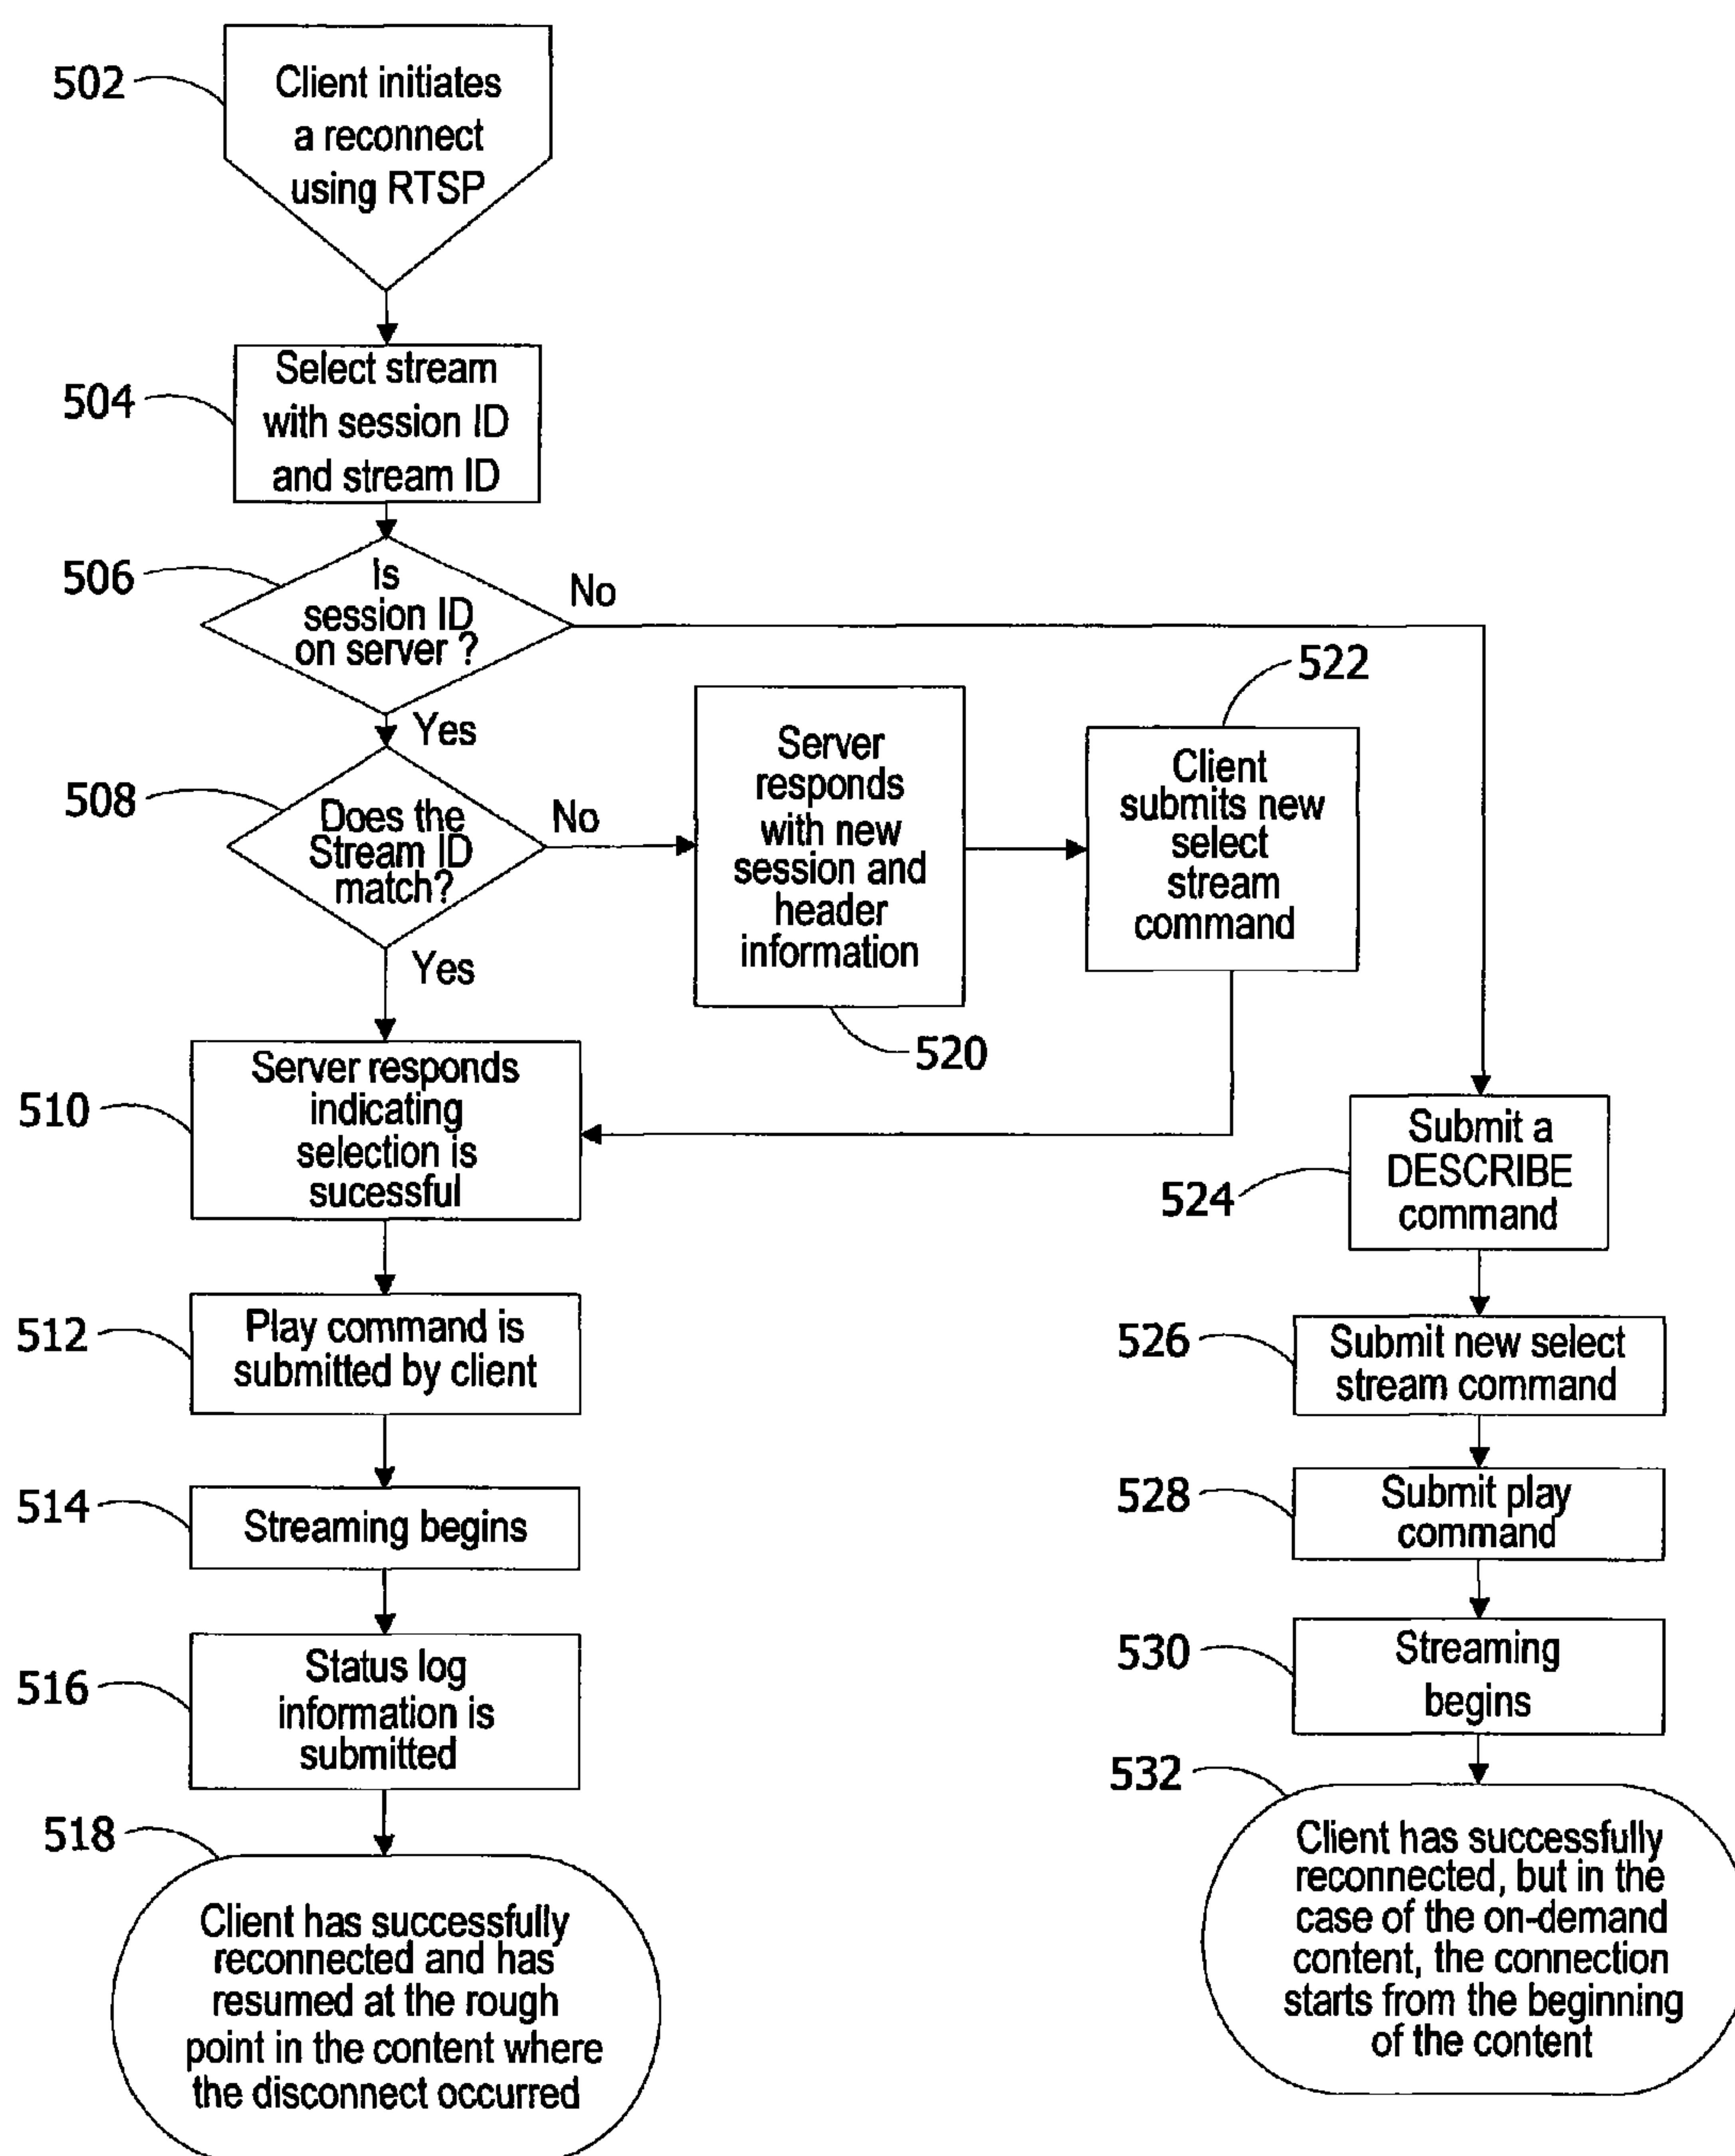 502
Client initiates
a reconnect
using RTSP
504
Select stream
with session ID
and stream ID
506
Is
session ID
on server ?
No
Yes
508
Does the
Stream ID
match?
No
Yes
Server
responds
with new
session and
header
information
520
522
Client
submits new
select
stream
command
510
Server responds
indicating
selection is
sucessful
512
Play command is
submitted by client
514
Streaming begins
516
Status log
information is
submitted
518
Client has successfully
reconnected and has
resumed at the rough
point in the content where
the disconnect occurred
524
Submit a
DESCRIBE
command
526
Submit new select
stream command
528
Submit play
command
530
Streaming
begins
532
Client has successfully
reconnected, but in the
case of the on-demand
content, the connection
starts from the beginning
of the content